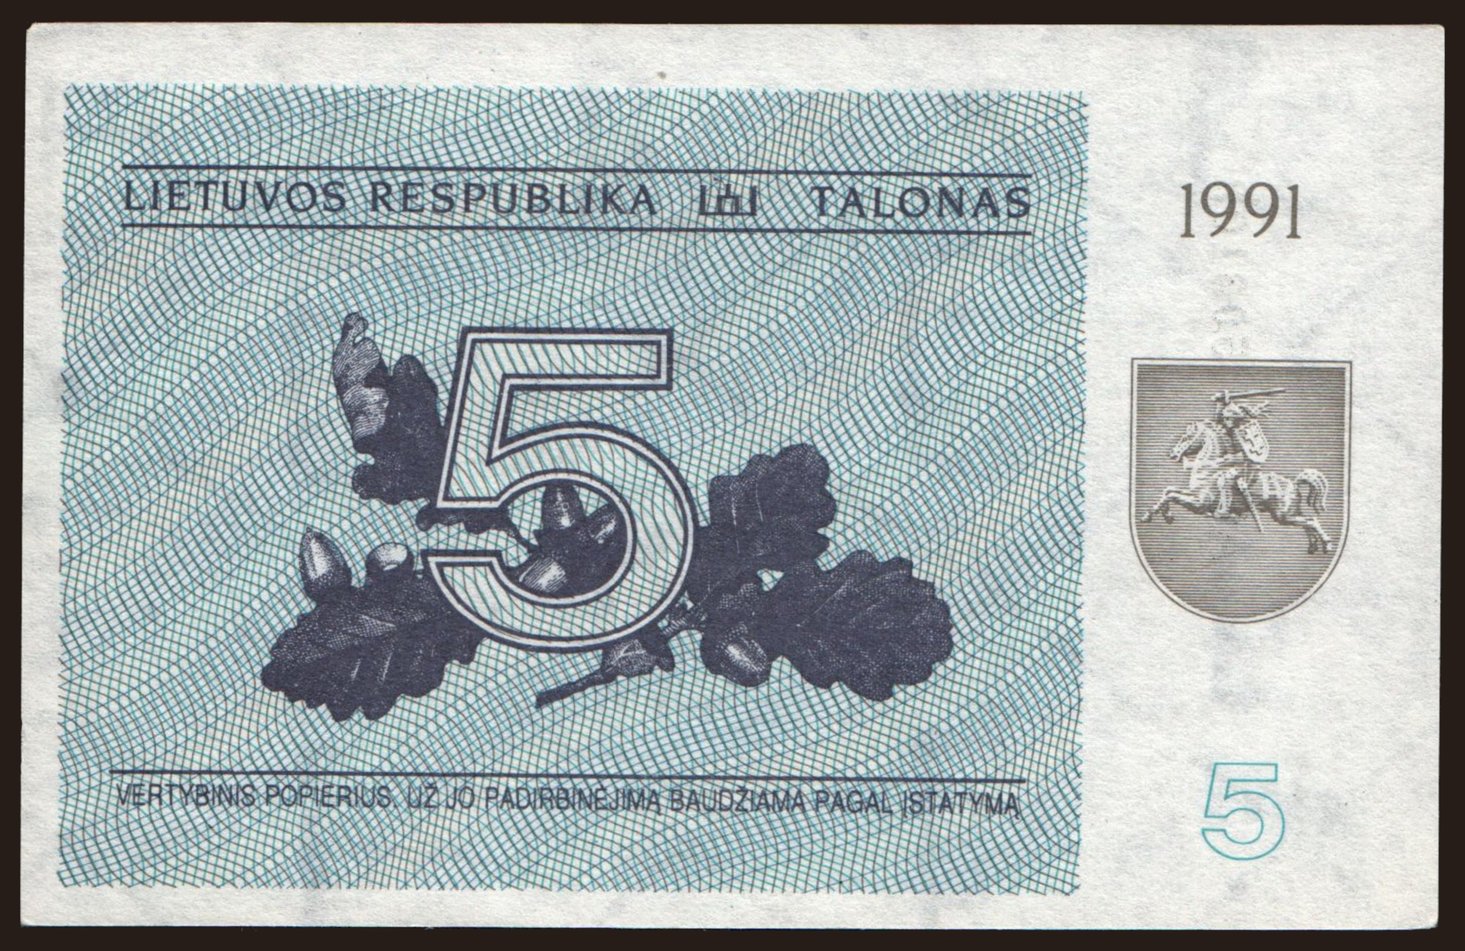 LIETUVOS RESPUBLIKA TALONAS
1991
5
VERTYBINIS POPIERIUS. UŽ JO PADIRBINĖJIMĄ BAUDŽIAMA PAGAL ĮSTATYMĄ
5